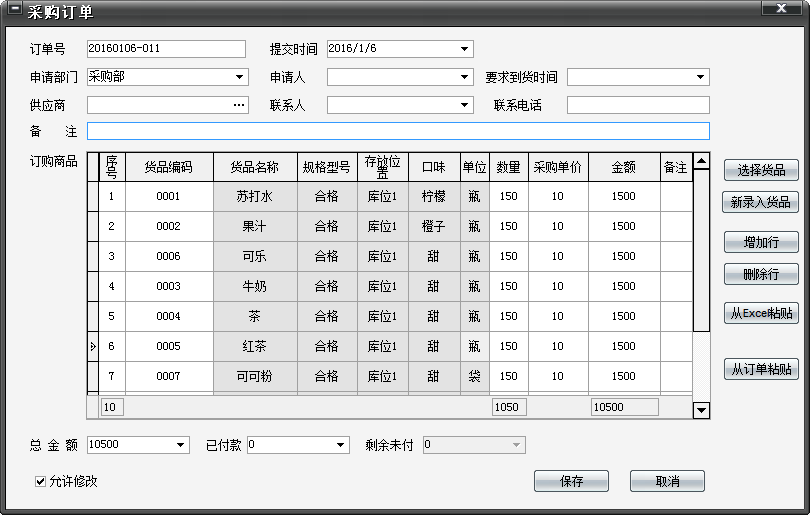 采购订单
订单号 20160106-011 提交时间 2016/1/6
申请部门 采购部 申请人 要求到货时间
供应商 ... 联系人 联系电话
备 注
订购商品
序号 货品编码 货品名称 规格型号 存放位置 口味 单位 数量 采购单价 金额 备注
1 0001 苏打水 合格 库位1 柠檬 瓶 150 10 1500
2 0002 果汁 合格 库位1 橙子 瓶 150 10 1500
3 0006 可乐 合格 库位1 甜 瓶 150 10 1500
4 0003 牛奶 合格 库位1 甜 瓶 150 10 1500
5 0004 茶 合格 库位1 甜 瓶 150 10 1500
6 0005 红茶 合格 库位1 甜 瓶 150 10 1500
7 0007 可可粉 合格 库位1 甜 袋 150 10 1500
10 1050 10500
选择货品
新录入货品
增加行
删除行
从Excel粘贴
从订单粘贴
总 金 额 10500 已付款 0 剩余未付 0
允许修改 保存 取消